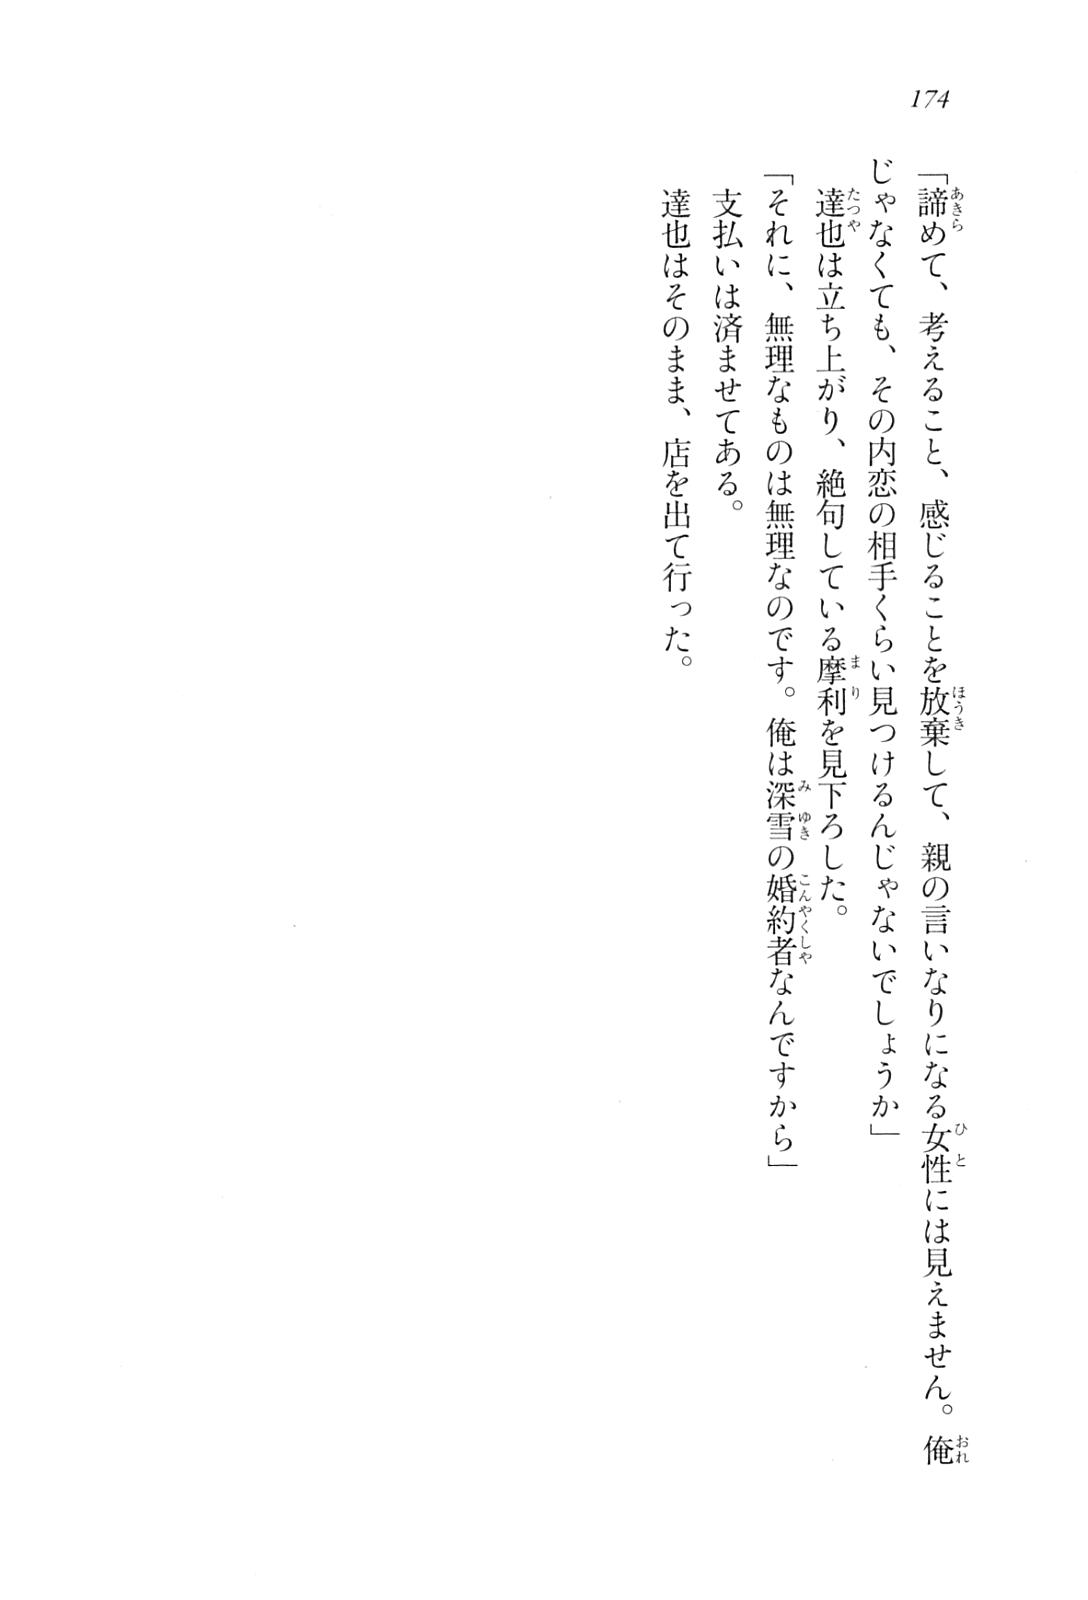 174
「諦めて、考えること、感じることを放棄して、親の言いなりになる女性には見えません。俺
じゃなくても、その内恋の相手くらい見つけるんじゃないでしょうか」
達也は立ち上がり、絶句している摩利を見下ろした。
「それに、無理なものは無理なのです。俺は深雪の婚約者なんですから」
支払いは済ませてある。
達也はそのまま、店を出て行った。